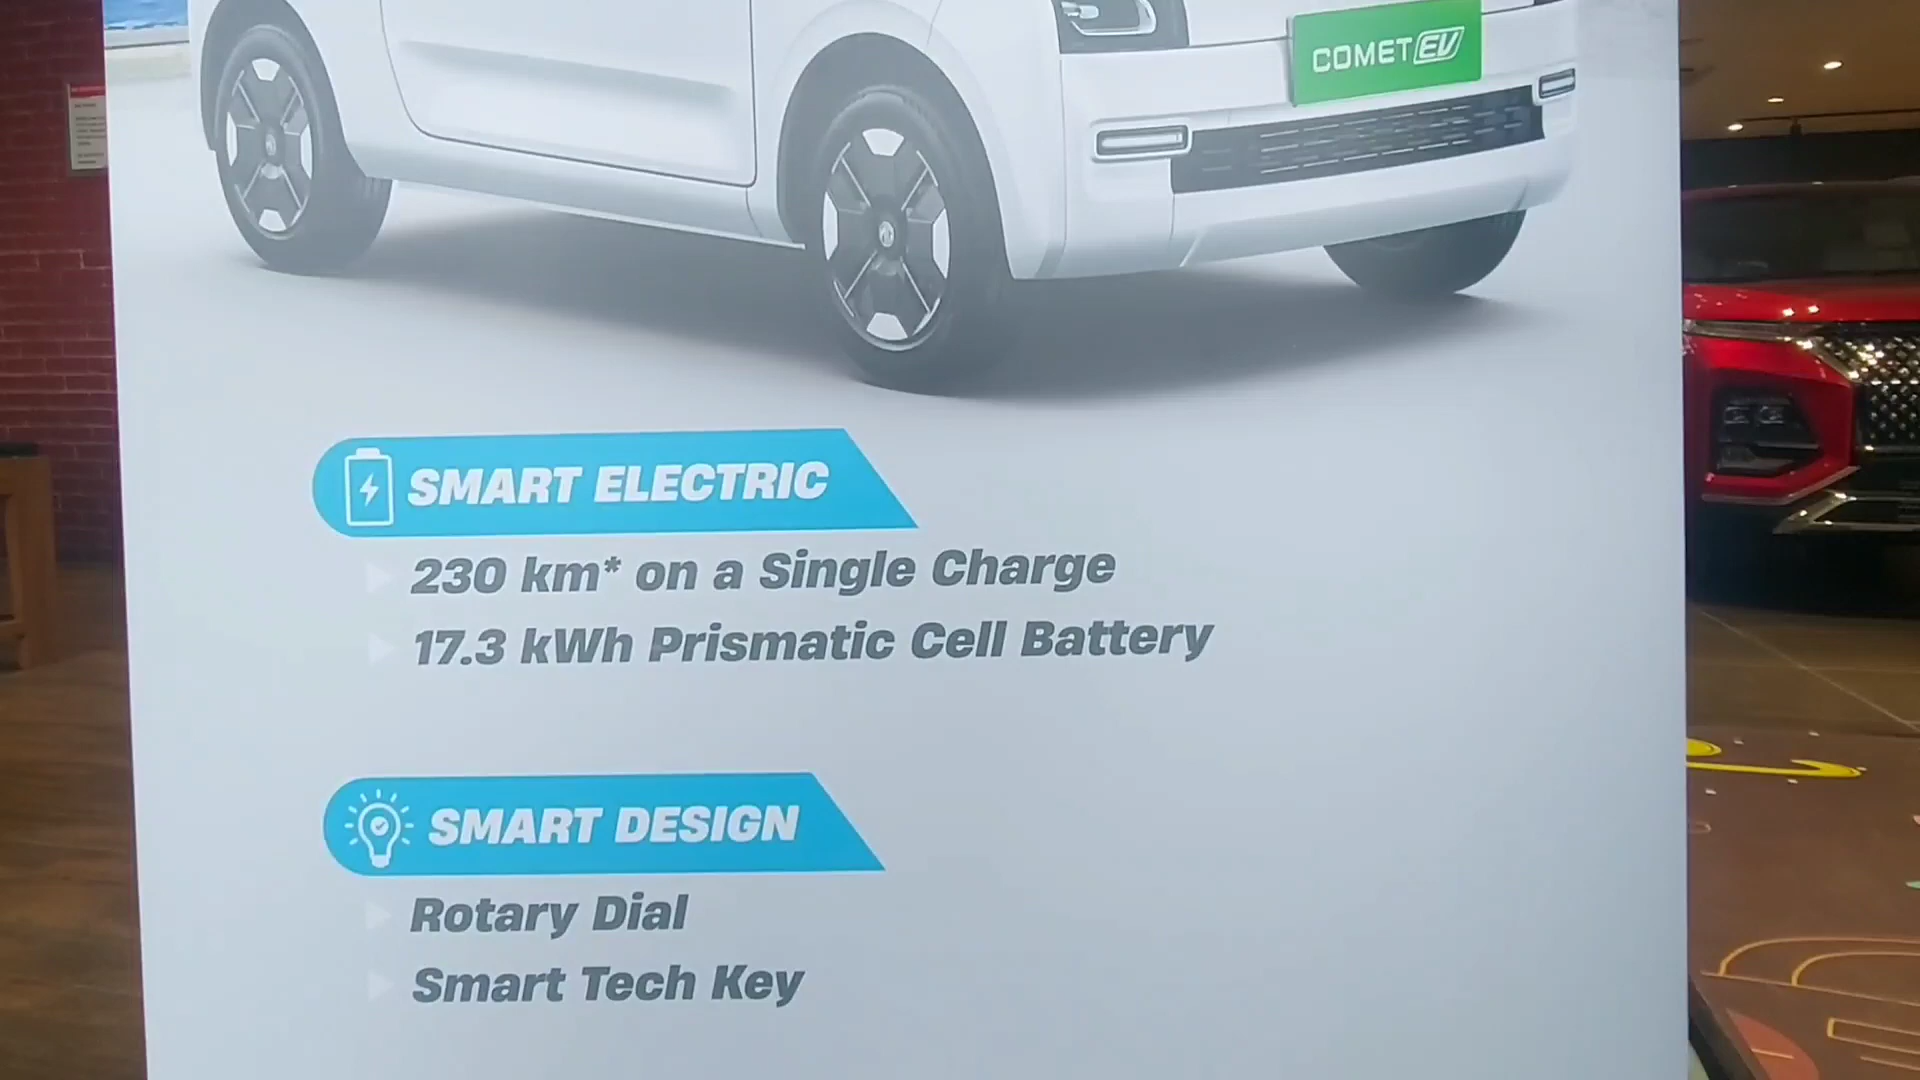 COMET EV
SMART ELECTRIC
230 km* on a Single Charge
17.3 kWh Prismatic Cell Battery
SMART DESIGN
Rotary Dial
Smart Tech Key